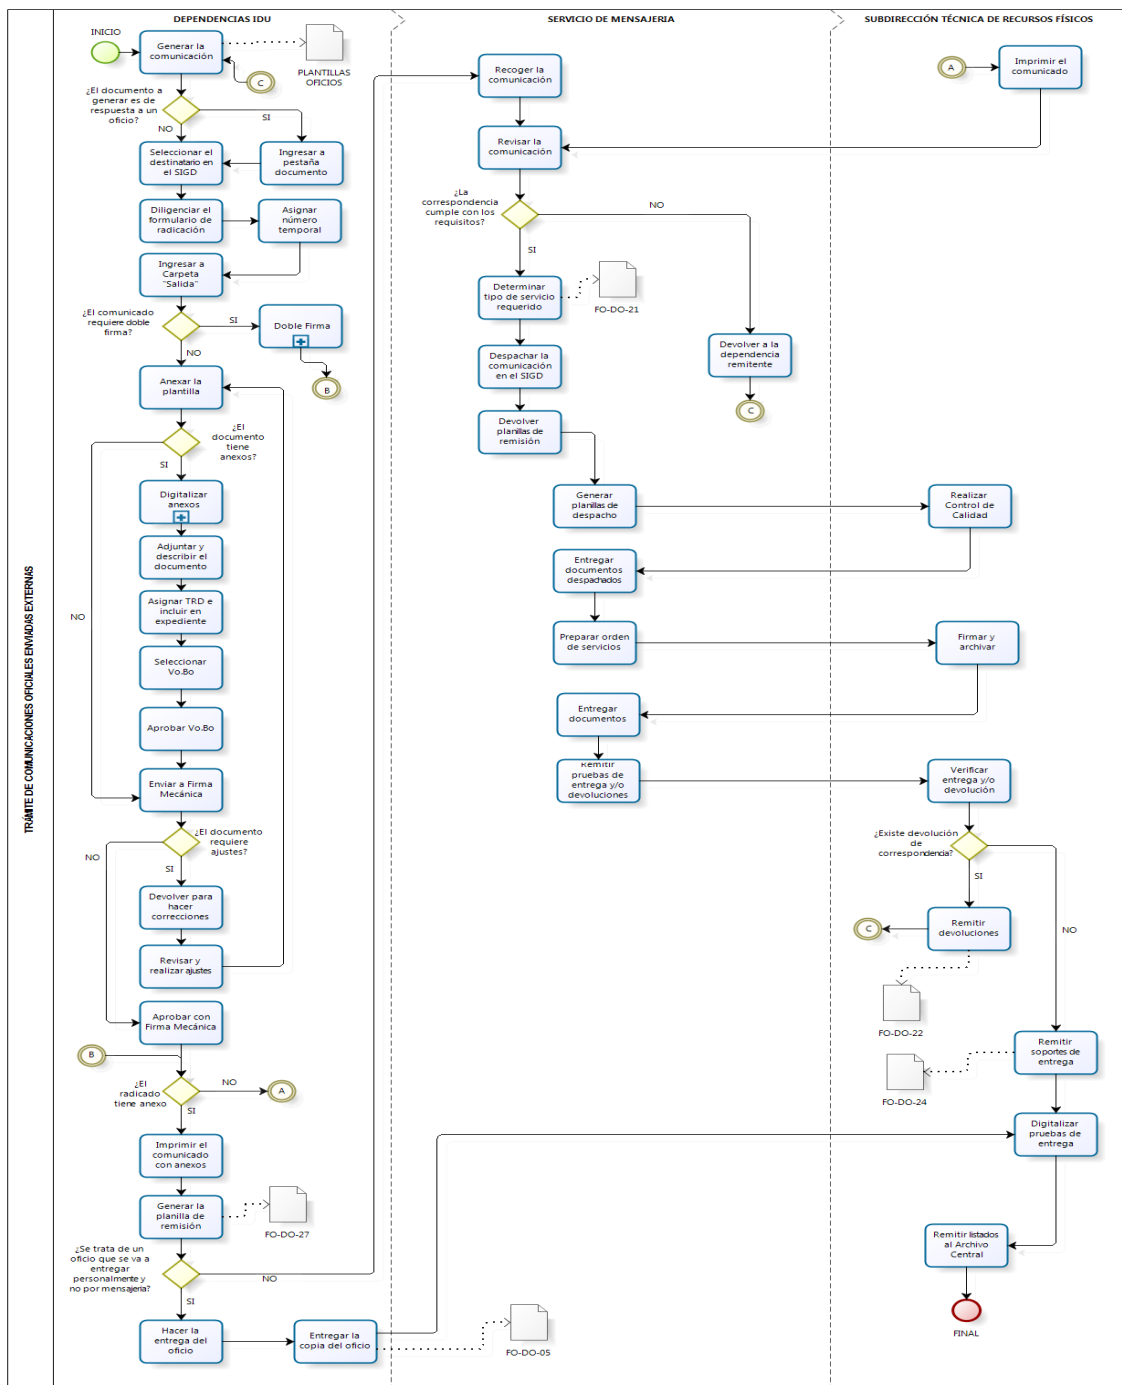 DEPENDENCIAS IDU
SERVICIO DE MENSAJERIA
SUBDIRECCIÓN TÉCNICA DE RECURSOS FÍSICOS
TRÁMITE DE COMUNICACIONES OFICIALES ENVIADAS EXTERNAS
INICIO
Generar la
comunicación
PLANTILLAS
OFICIOS
C
¿El documento a
generar es de
respuesta a un
oficio?
SI
NO
Seleccionar el
destinatario en
el SIGD
Ingresar a
pestaña
documento
Diligenciar el
formulario de
radicación
Asignar
número
temporal
Ingresar a
Carpeta
"Salida"
¿El comunicado
requiere doble
firma?
SI
NO
Doble Firma
B
Anexar la
plantilla
¿El
documento
tiene
anexos?
SI
NO
Digitalizar
anexos
Adjuntar y
describir el
documento
Asignar TRD e
incluir en
expediente
Seleccionar
Vo.Bo
Aprobar Vo.Bo
Enviar a Firma
Mecánica
¿El documento
requiere
ajustes?
NO
SI
Devolver para
hacer
correcciones
Revisar y
realizar ajustes
Aprobar con
Firma Mecánica
B
¿El
radicado
tiene anexo
NO
A
SI
Imprimir el
comunicado
con anexos
Generar la
planilla de
remisión
FO-DO-27
¿Se trata de un
oficio que se va a
entregar
personalmente y
no por mensajeria?
NO
SI
Hacer la
entrega del
oficio
Entregar la
copia del oficio
FO-DO-05
Recoger la
comunicación
Revisar la
comunicación
¿La
correspondencia
cumple con los
requisitos?
NO
SI
Determinar
tipo de servicio
requerido
FO-DO-21
Despachar la
comunicación
en el SIGD
Devolver a la
dependencia
remitente
C
Devolver
planillas de
remisión
Generar
planillas de
despacho
Entregar
documentos
despachados
Preparar orden
de servicios
Entregar
documentos
Remitir
pruebas de
entrega y/o
devoluciones
A
Imprimir el
comunicado
Realizar
Control de
Calidad
Firmar y
archivar
Verificar
entrega y/o
devolución
¿Existe devolución
de
correspondencia?
SI
NO
Remitir
devoluciones
C
FO-DO-22
Remitir
soportes de
entrega
FO-DO-24
Digitalizar
pruebas de
entrega
Remitir listados
al Archivo
Central
FINAL